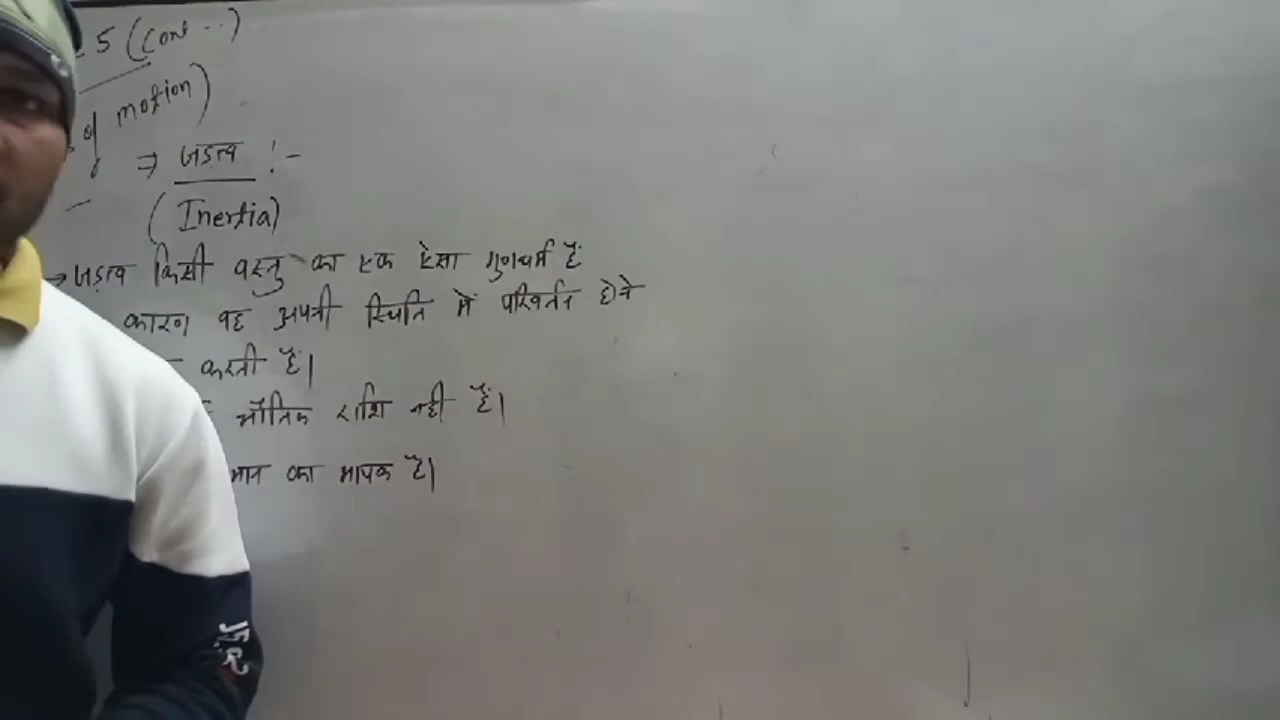 5 (Con...)
of motion)
⇒ जड़त्व :-
(Inertia)
→ जड़त्व किसी वस्तु का एक ऐसा गुणधर्म हैं
कारण वह अपनी स्थिति में परिवर्तन होने
करती हैं।
भौतिक राशि नही हैं।
मान का मापक है।